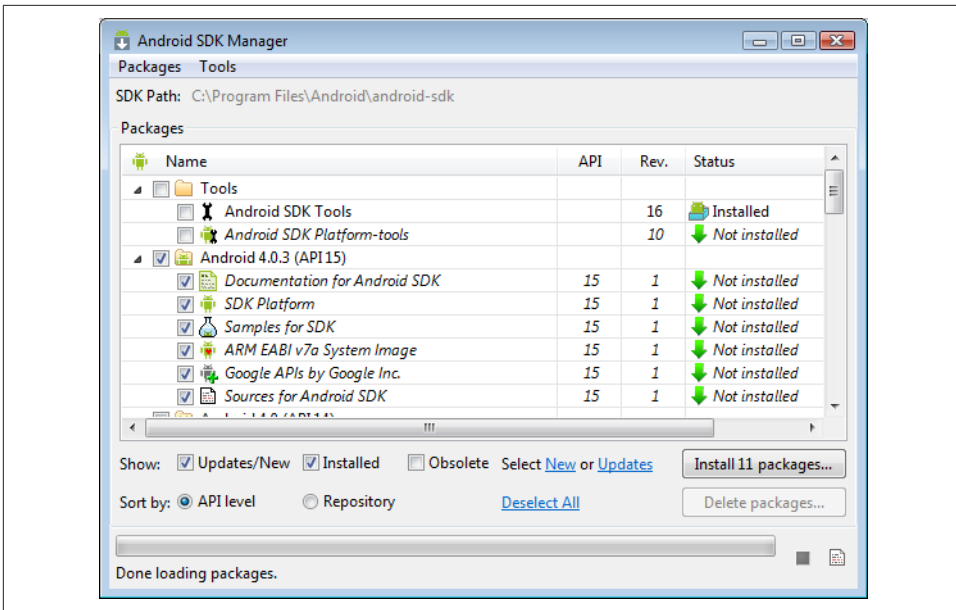 Android SDK Manager
Packages Tools
SDK Path: C:\Program Files\Android\android-sdk
Packages
Name API Rev. Status
Tools
Android SDK Tools 16 Installed
Android SDK Platform-tools 10 Not installed
Android 4.0.3 (API 15)
Documentation for Android SDK 15 1 Not installed
SDK Platform 15 1 Not installed
Samples for SDK 15 1 Not installed
ARM EABI v7a System Image 15 1 Not installed
Google APIs by Google Inc. 15 1 Not installed
Sources for Android SDK 15 1 Not installed
Show: Updates/New Installed Obsolete Select New or Updates Install 11 packages...
Sort by: API level Repository Deselect All Delete packages...
Done loading packages.